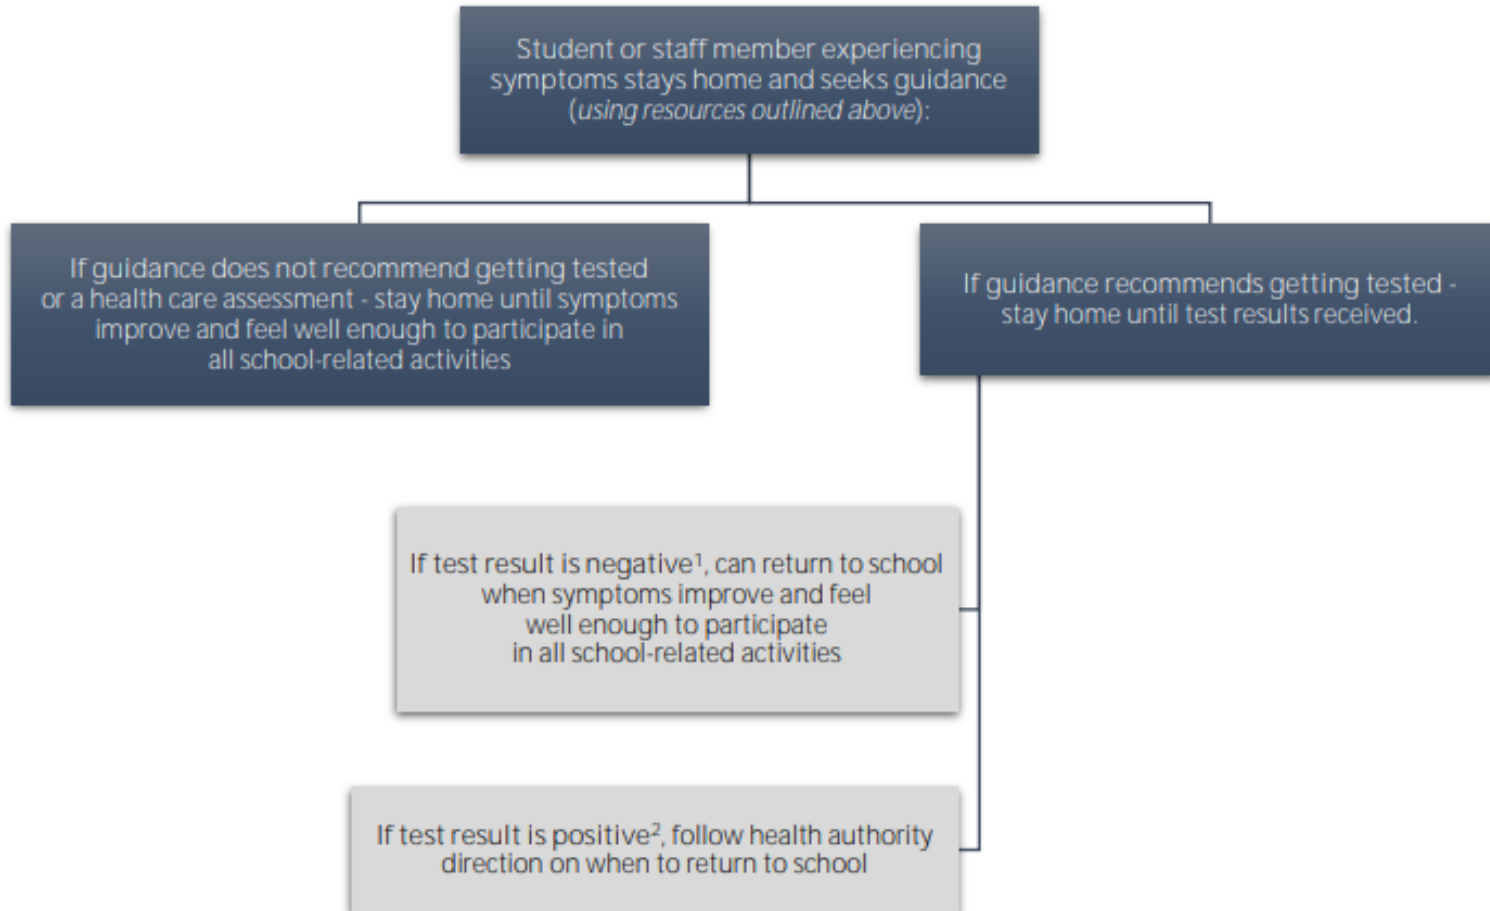 Student or staff member experiencing
symptoms stays home and seeks guidance
(using resources outlined above):
If guidance does not recommend getting tested
or a health care assessment - stay home until symptoms
improve and feel well enough to participate in
all school-related activities
If guidance recommends getting tested -
stay home until test results received.
If test result is negative¹, can return to school
when symptoms improve and feel
well enough to participate
in all school-related activities
If test result is positive², follow health authority
direction on when to return to school